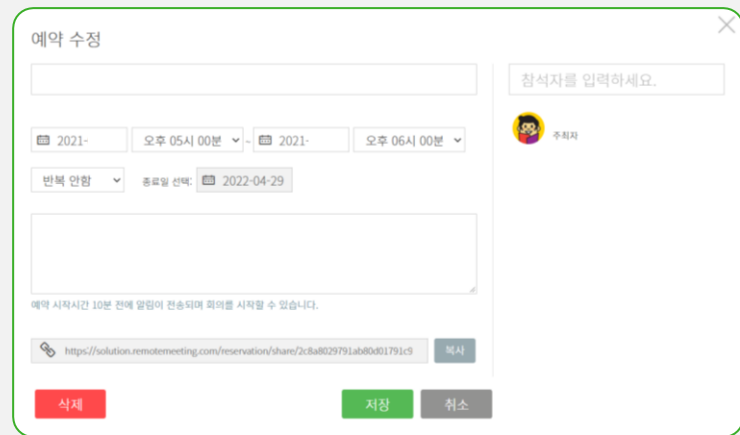 예약 수정
참석자를 입력하세요.
주최자
2021- 오후 05시 00분 ~ 2021- 오후 06시 00분
반복 안함 종료일 선택: 2022-04-29
예약 시작시간 10분 전에 알림이 전송되며 회의를 시작할 수 있습니다.
https://solution.remotemeeting.com/reservation/share/2c8a8029791ab80d01791c9 복사
삭제 저장 취소